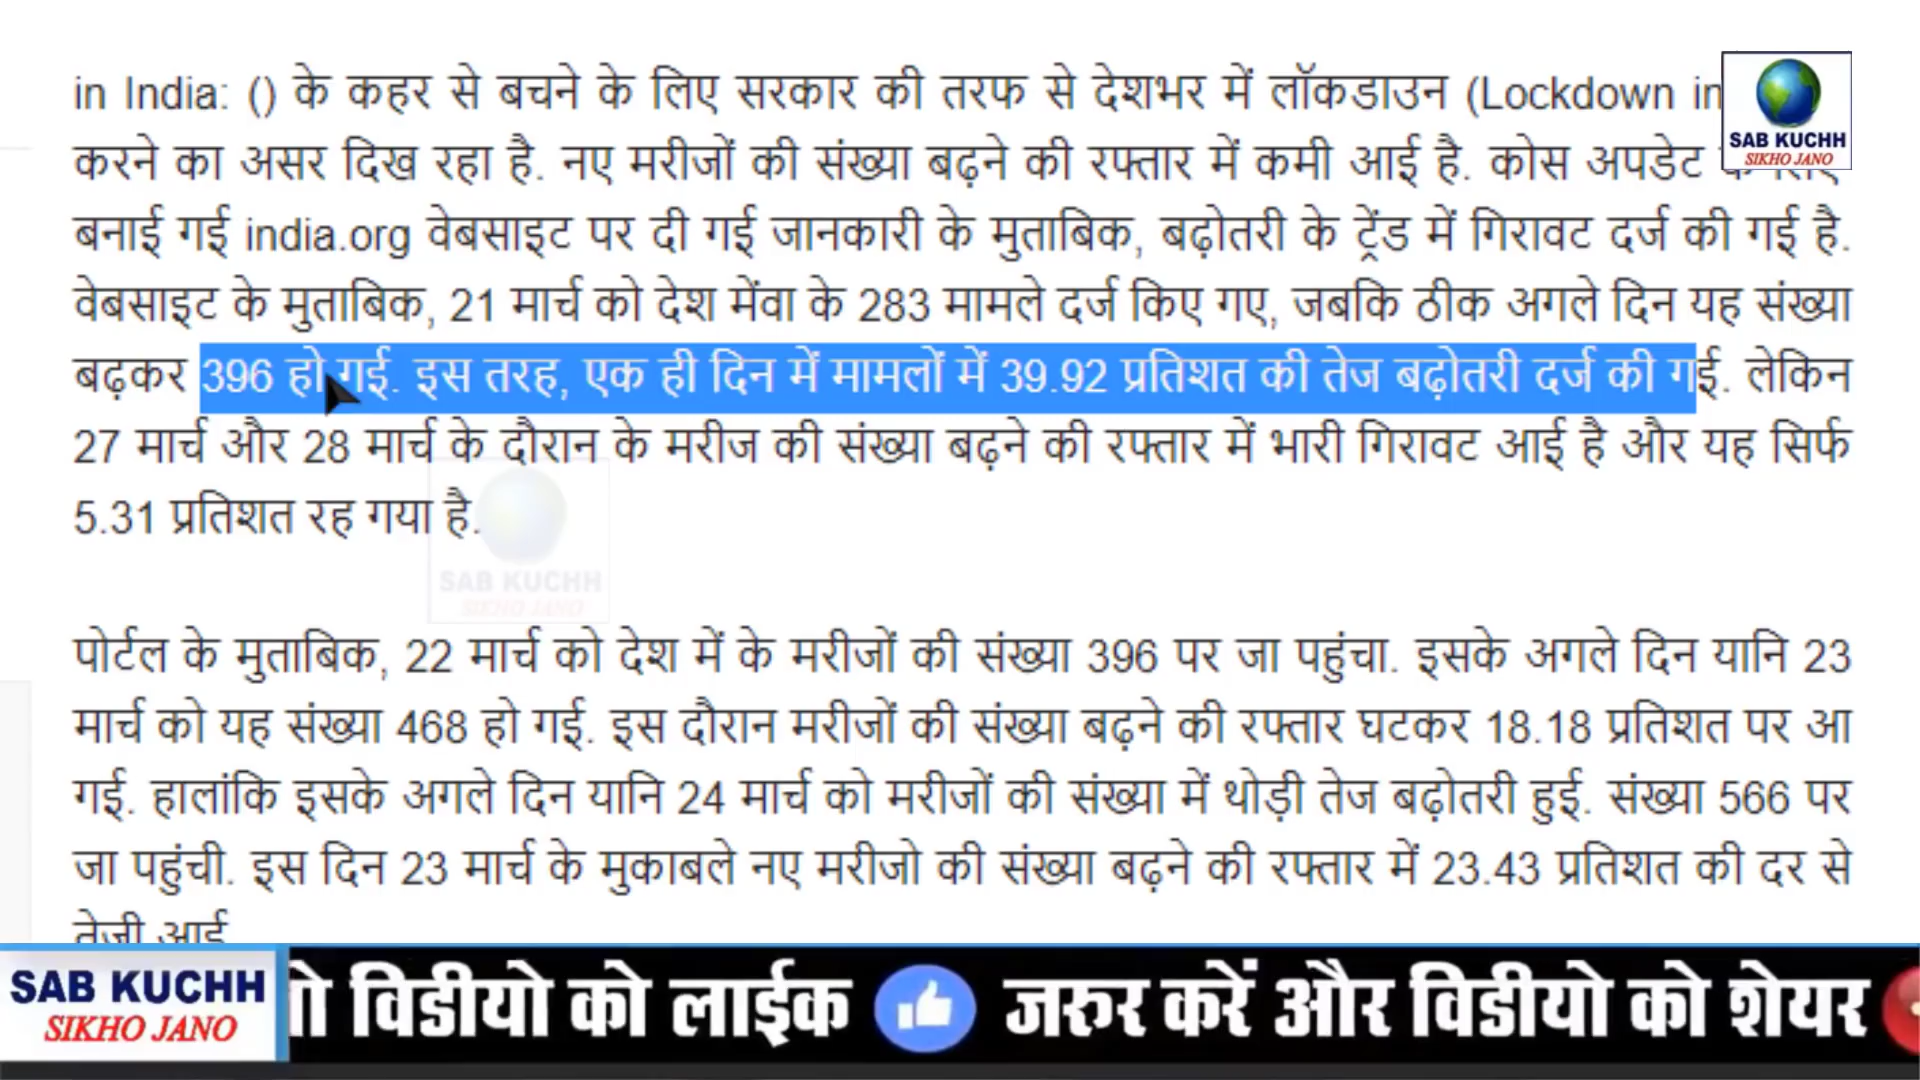 in India: () के कहर से बचने के लिए सरकार की तरफ से देशभर में लॉकडाउन (Lockdown in
करने का असर दिख रहा है. नए मरीजों की संख्या बढ़ने की रफ्तार में कमी आई है. कोस अपडेट
बनाई गई india.org वेबसाइट पर दी गई जानकारी के मुताबिक, बढ़ोतरी के ट्रेंड में गिरावट दर्ज की गई है.
वेबसाइट के मुताबिक, 21 मार्च को देश मेंवा के 283 मामले दर्ज किए गए, जबकि ठीक अगले दिन यह संख्या
बढ़कर 396 हो गई. इस तरह, एक ही दिन में मामलों में 39.92 प्रतिशत की तेज बढ़ोतरी दर्ज की गई. लेकिन
27 मार्च और 28 मार्च के दौरान के मरीज की संख्या बढ़ने की रफ्तार में भारी गिरावट आई है और यह सिर्फ
5.31 प्रतिशत रह गया है.
पोर्टल के मुताबिक, 22 मार्च को देश में के मरीजों की संख्या 396 पर जा पहुंचा. इसके अगले दिन यानि 23
मार्च को यह संख्या 468 हो गई. इस दौरान मरीजों की संख्या बढ़ने की रफ्तार घटकर 18.18 प्रतिशत पर आ
गई. हालांकि इसके अगले दिन यानि 24 मार्च को मरीजों की संख्या में थोड़ी तेज बढ़ोतरी हुई. संख्या 566 पर
जा पहुंची. इस दिन 23 मार्च के मुकाबले नए मरीजो की संख्या बढ़ने की रफ्तार में 23.43 प्रतिशत की दर से
तेजी आई
SAB KUCHH
SIKHO JANO
SAB KUCHH
SIKHO JANO
SAB KUCHH
SIKHO JANO
विडीयो को लाईक जरुर करें और विडीयो को शेयर